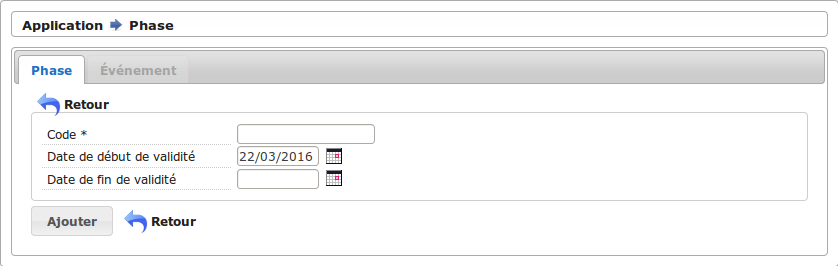 Application Phase
Phase Événement
Retour
Code *
Date de début de validité 22/03/2016
Date de fin de validité
Ajouter Retour